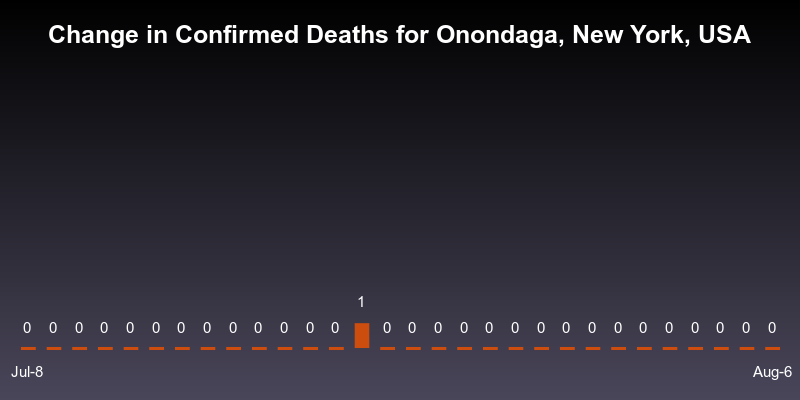 Change in Confirmed Deaths for Onondaga, New York, USA
1
0 0 0 0 0 0 0 0 0 0 0 0 0 0 0 0 0 0 0 0 0 0 0 0 0 0 0 0 0
Jul-8 Aug-6